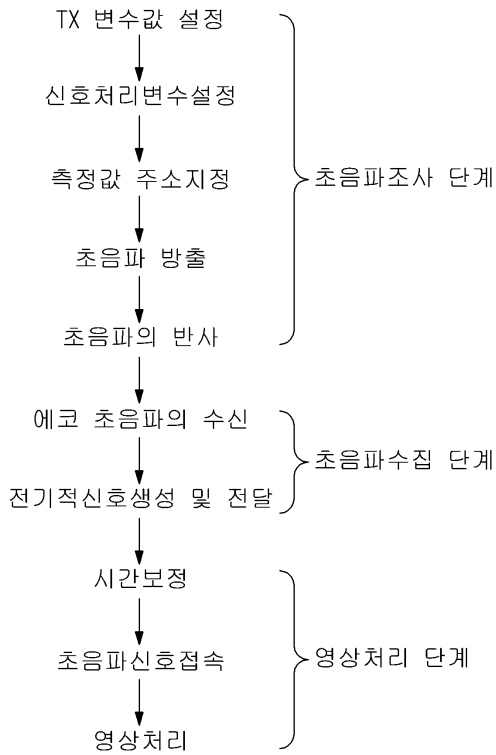 TX 변수값 설정
신호처리변수설정
측정값 주소지정
초음파조사 단계
초음파 방출
초음파의 반사
에코 초음파의 수신
초음파수집 단계
전기적신호생성 및 전달
시간보정
초음파신호접속
영상처리 단계
영상처리